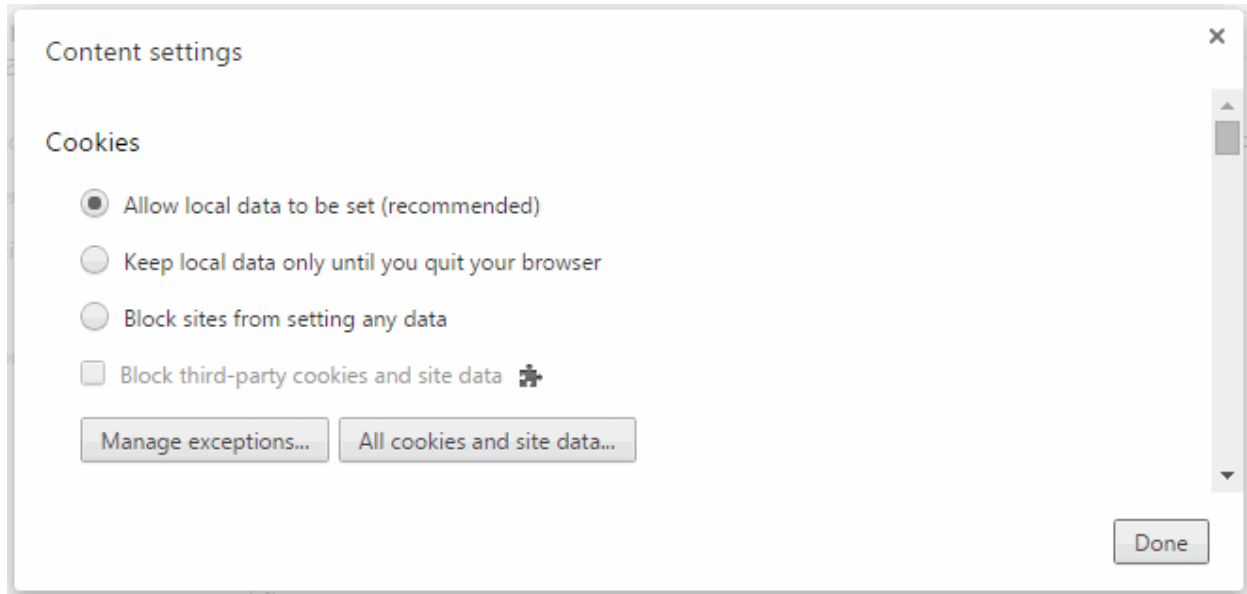 Content settings
Cookies
Allow local data to be set (recommended)
Keep local data only until you quit your browser
Block sites from setting any data
Block third-party cookies and site data
Manage exceptions... All cookies and site data...
Done